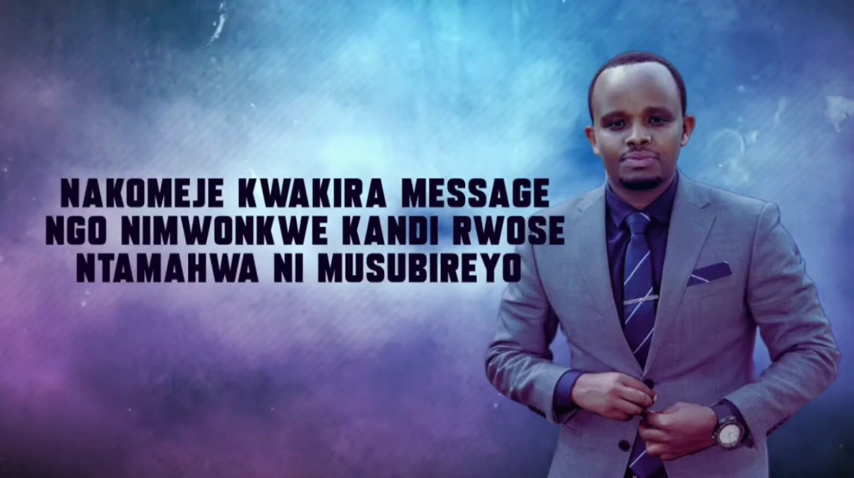 NAKOMEJE KWAKIRA MESSAGE
NGO NIMWONKWE KANDI RWOSE
NTAMAHWA NI MUSUBIREYO